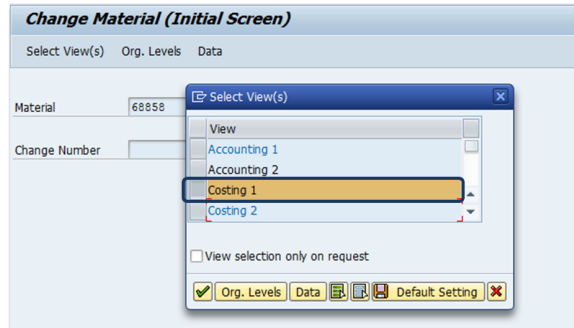 Change Material (Initial Screen)
Select View(s) Org. Levels Data
Material 68858
Change Number
Select View(s)
View
Accounting 1
Accounting 2
Costing 1
Costing 2
View selection only on request
Org. Levels Data Default Setting